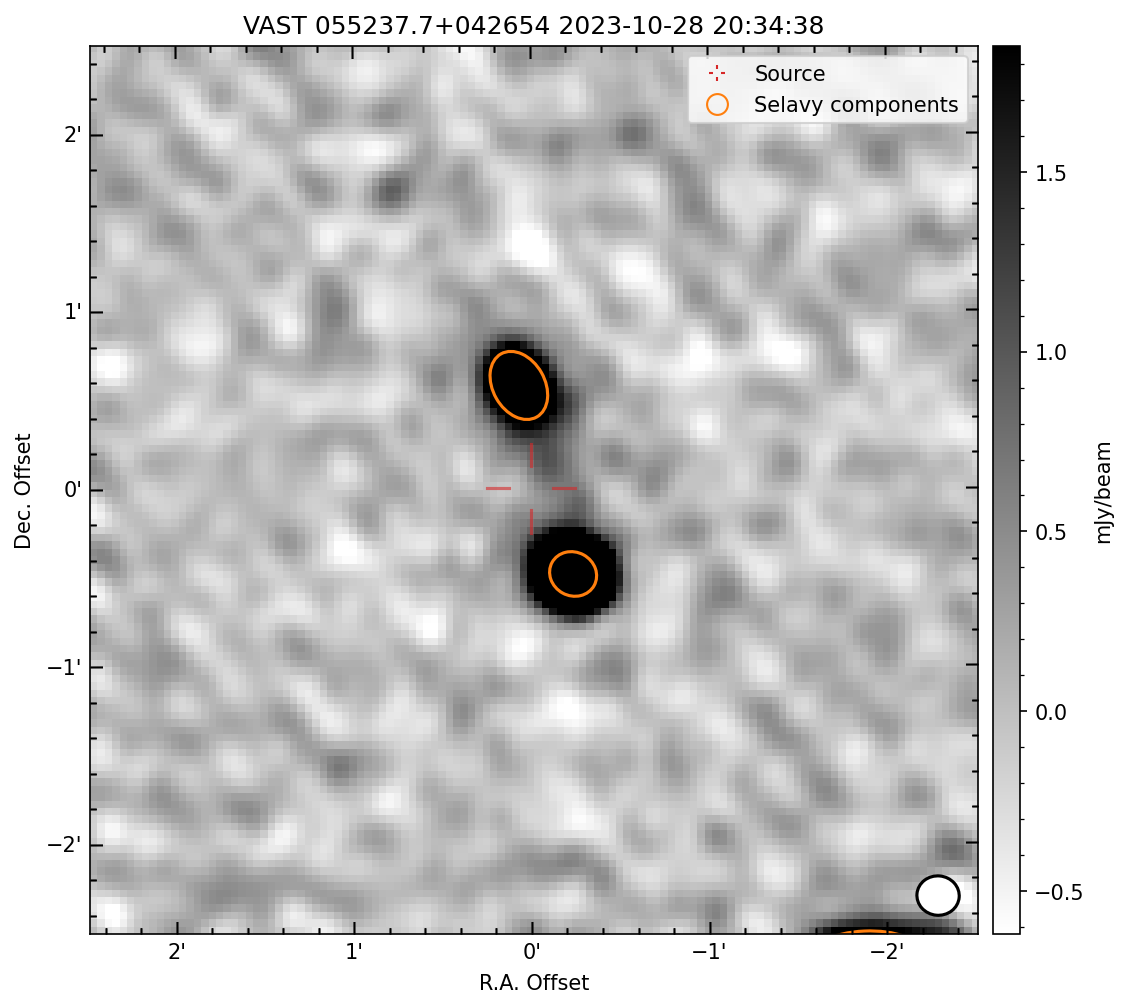 VAST 055237.7+042654 2023-10-28 20:34:38
Source
Selavy components
2'
1'
0'
−1'
−2'
Dec. Offset
2'
1'
0'
−1'
−2'
R.A. Offset
1.5
1.0
0.5
0.0
−0.5
mJy/beam